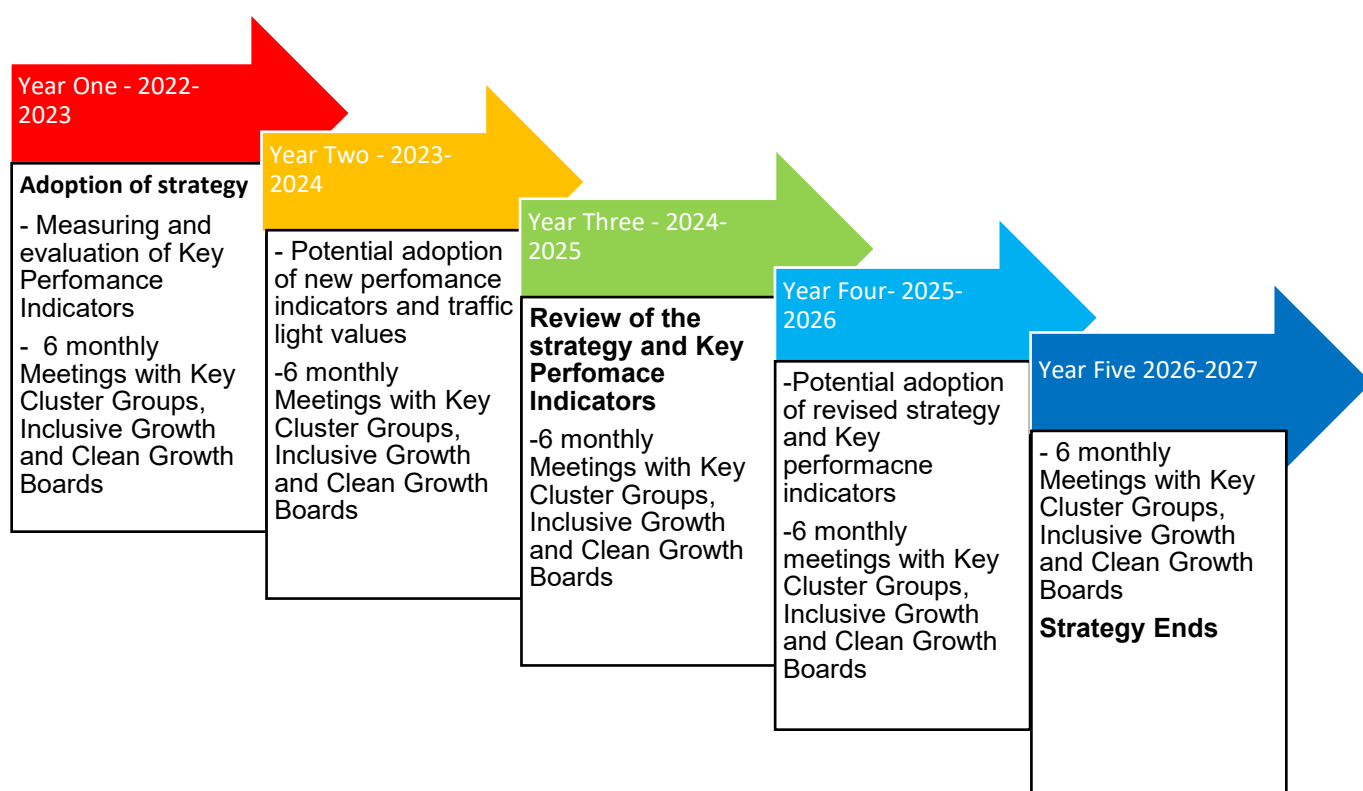 Year One - 2022-
2023
Adoption of strategy
- Measuring and
evaluation of Key
Perfomance
Indicators
- 6 monthly
Meetings with Key
Cluster Groups,
Inclusive Growth
and Clean Growth
Boards
Year Two - 2023-
2024
- Potential adoption
of new perfomance
indicators and traffic
light values
-6 monthly
Meetings with Key
Cluster Groups,
Inclusive Growth
and Clean Growth
Boards
Year Three - 2024-
2025
Review of the
strategy and Key
Perfomace
Indicators
-6 monthly
Meetings with Key
Cluster Groups,
Inclusive Growth
and Clean Growth
Boards
Year Four- 2025-
2026
-Potential adoption
of revised strategy
and Key
performacne
indicators
-6 monthly
meetings with Key
Cluster Groups,
Inclusive Growth
and Clean Growth
Boards
Year Five 2026-2027
- 6 monthly
Meetings with Key
Cluster Groups,
Inclusive Growth
and Clean Growth
Boards
Strategy Ends